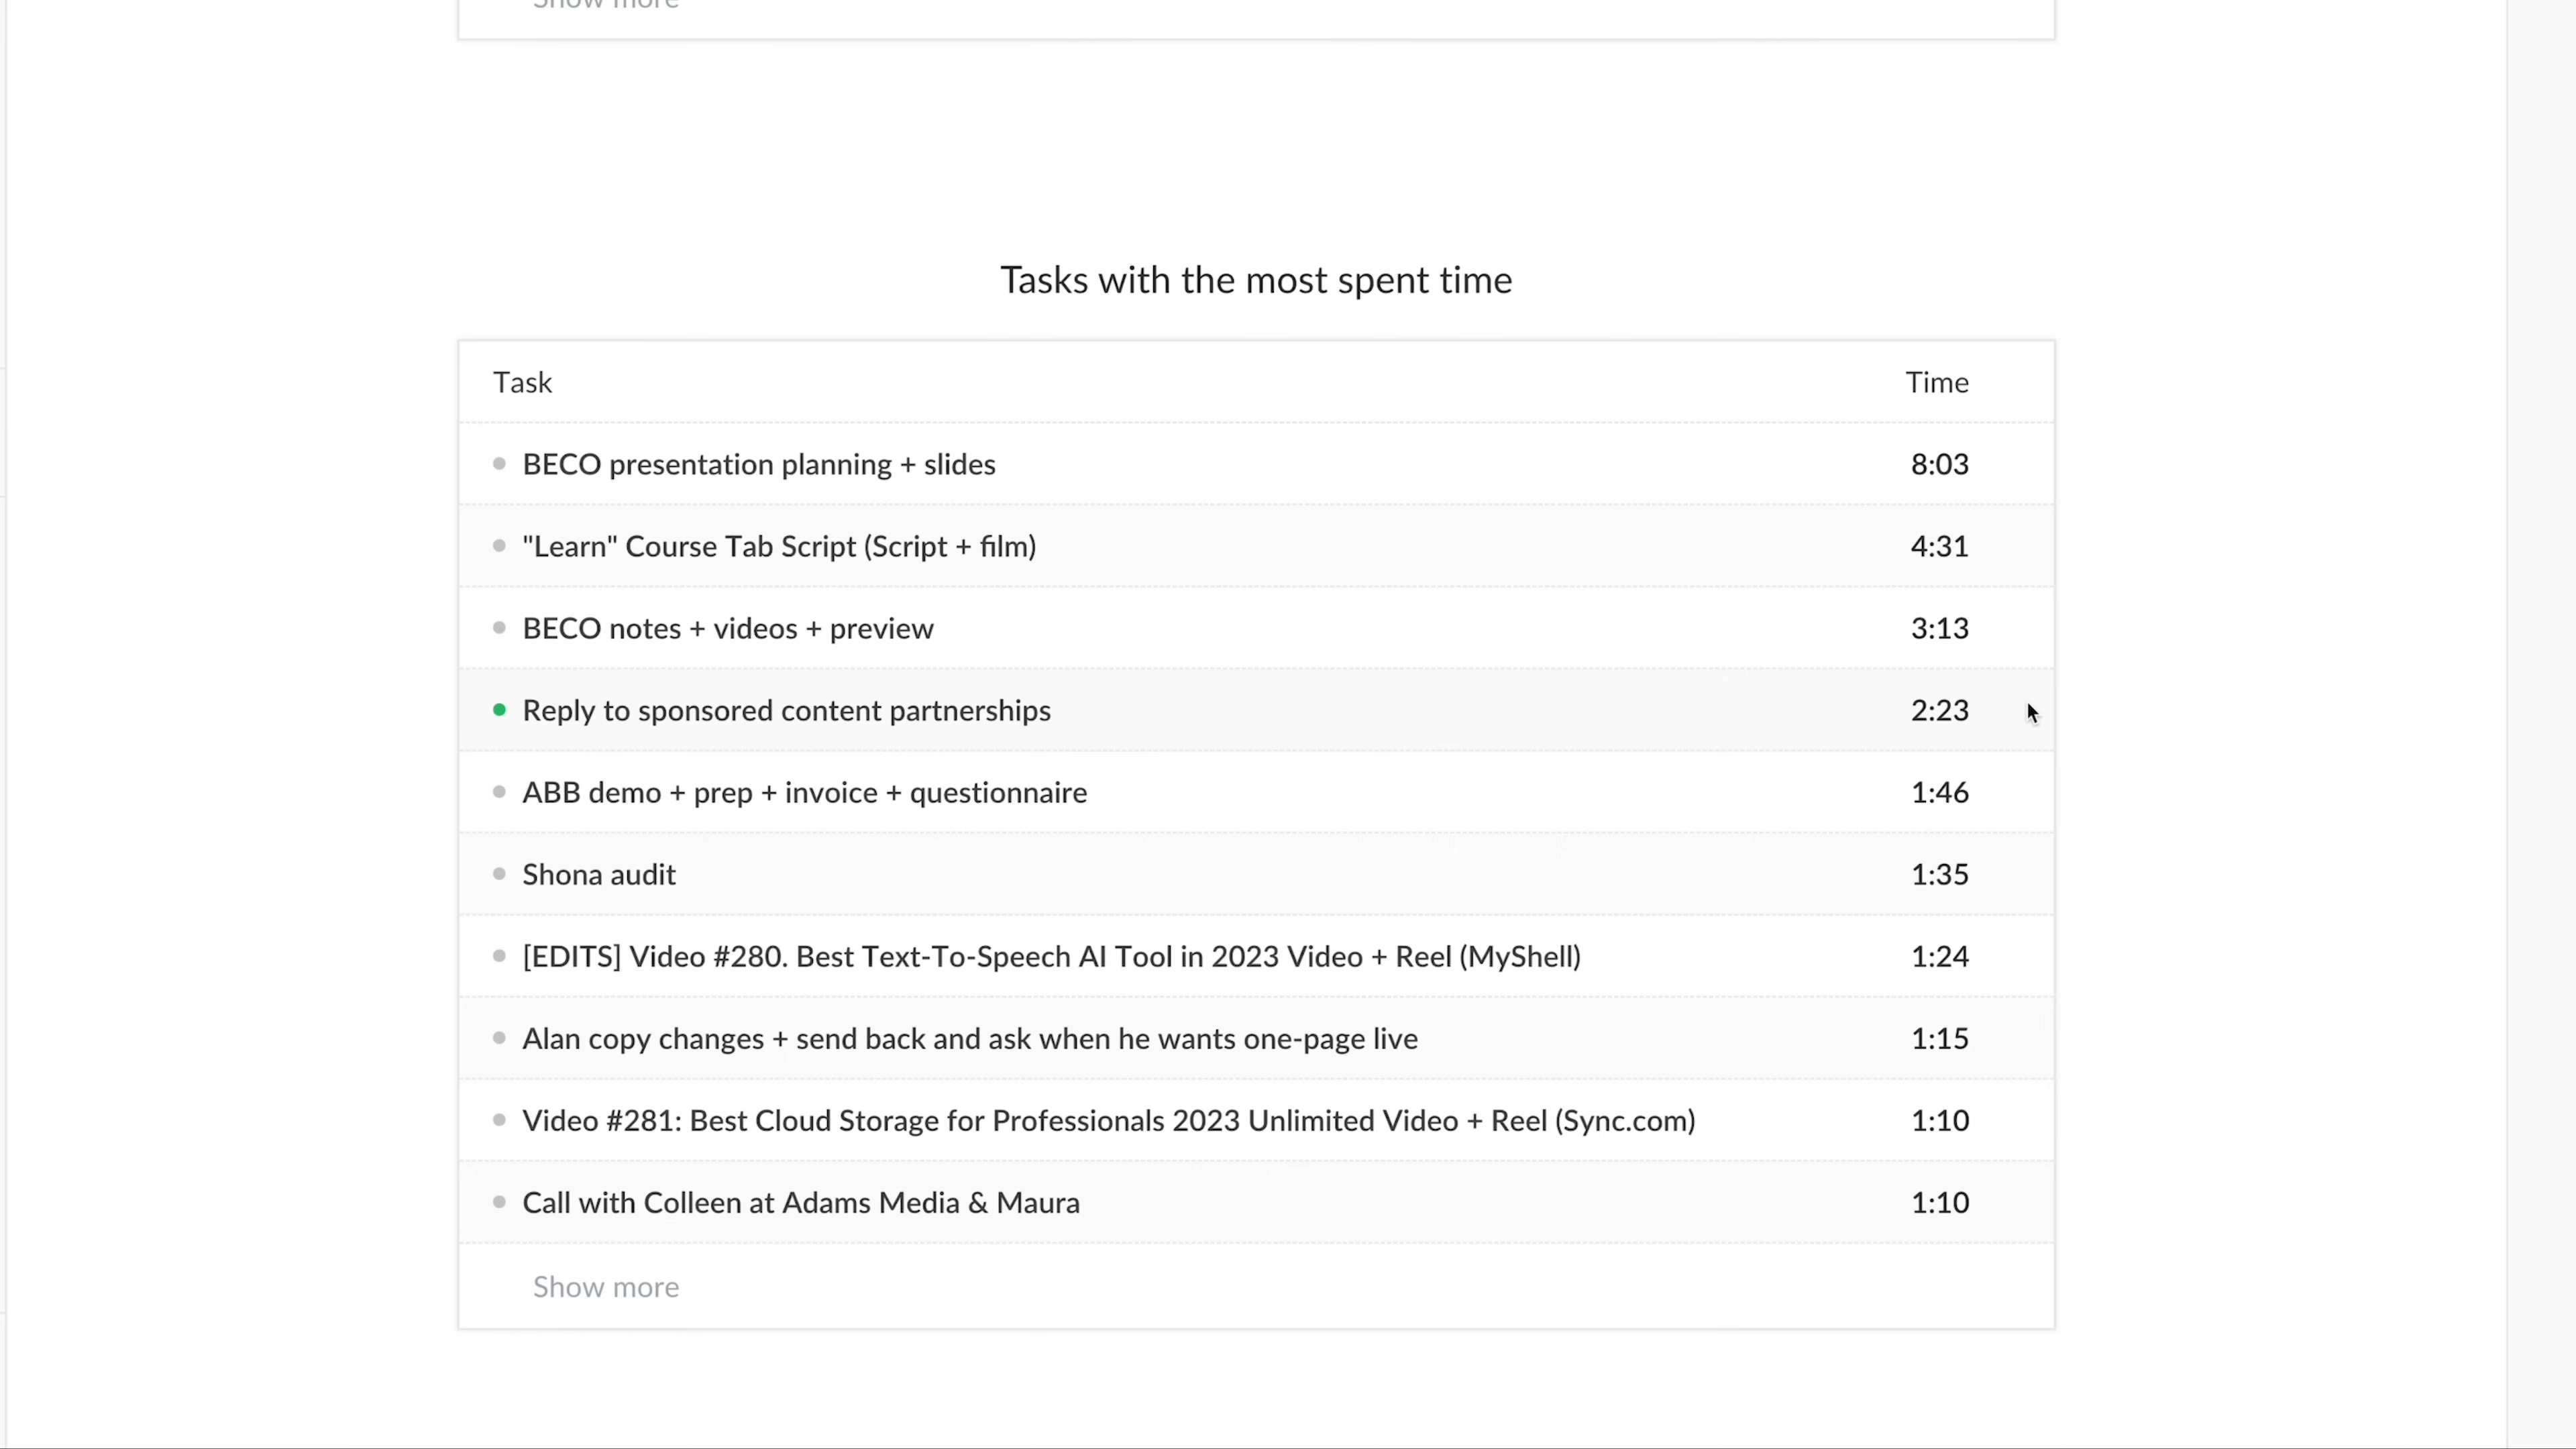 Show more
Tasks with the most spent time
Task Time
BECO presentation planning + slides 8:03
"Learn" Course Tab Script (Script + film) 4:31
BECO notes + videos + preview 3:13
Reply to sponsored content partnerships 2:23
ABB demo + prep + invoice + questionnaire 1:46
Shona audit 1:35
[EDITS] Video #280. Best Text-To-Speech AI Tool in 2023 Video + Reel (MyShell) 1:24
Alan copy changes + send back and ask when he wants one-page live 1:15
Video #281: Best Cloud Storage for Professionals 2023 Unlimited Video + Reel (Sync.com) 1:10
Call with Colleen at Adams Media & Maura 1:10
Show more